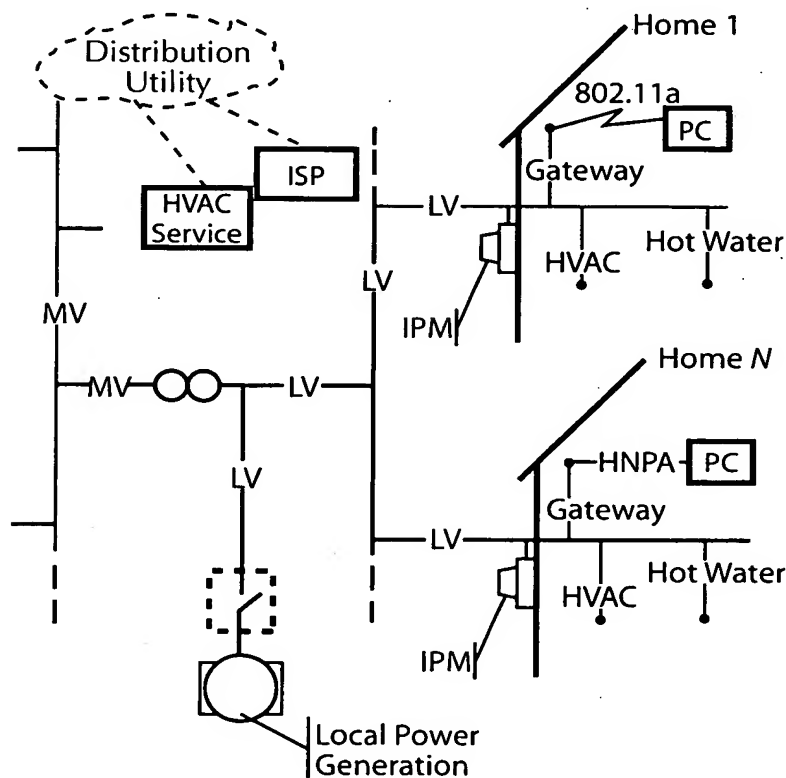 Home 1
Distribution
Utility
802.11a
PC
ISP
Gateway
HVAC
Service
LV
Hot Water
HVAC
LV
MV
IPM
Home N
MV
LV
HNPA
PC
LV
Gateway
LV
Hot Water
HVAC
IPM
Local Power
Generation